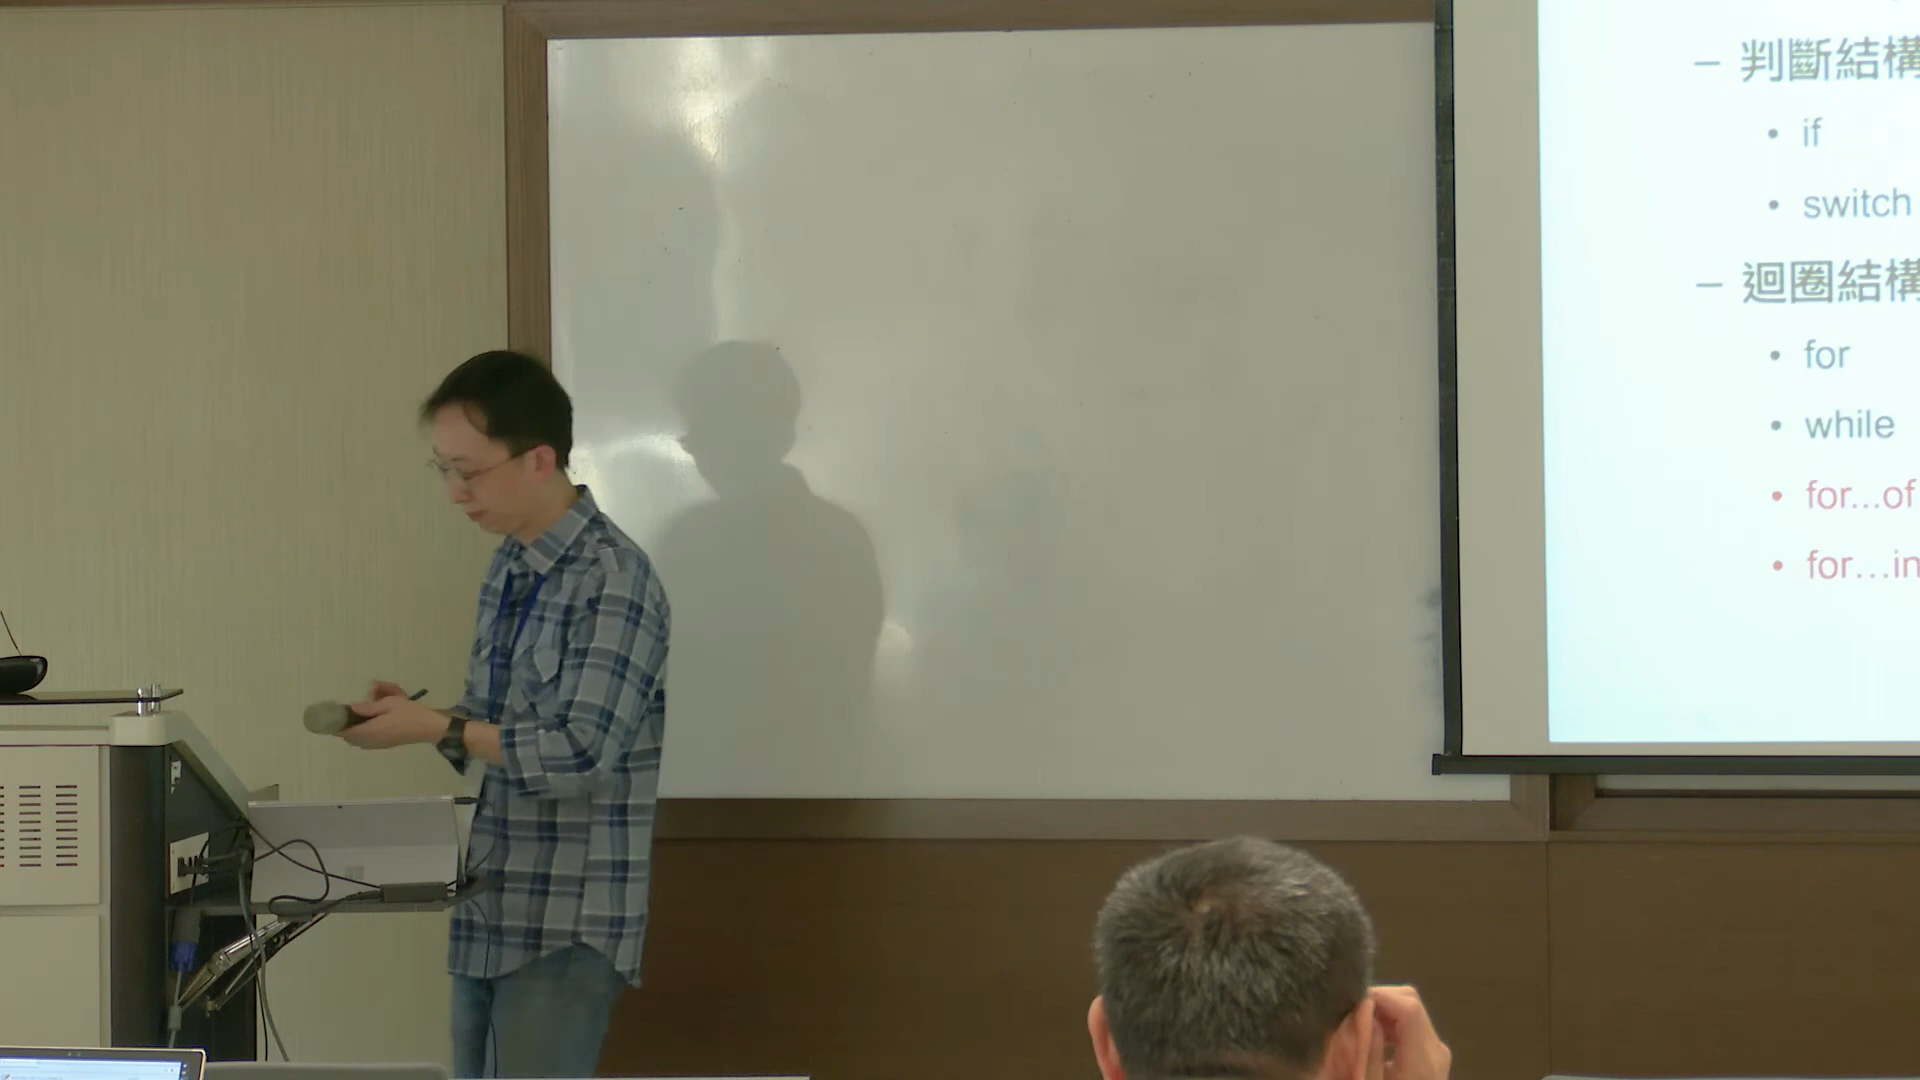 – 判斷結構
• if
• switch
– 迴圈結構
• for
• while
• for...of
• for…in